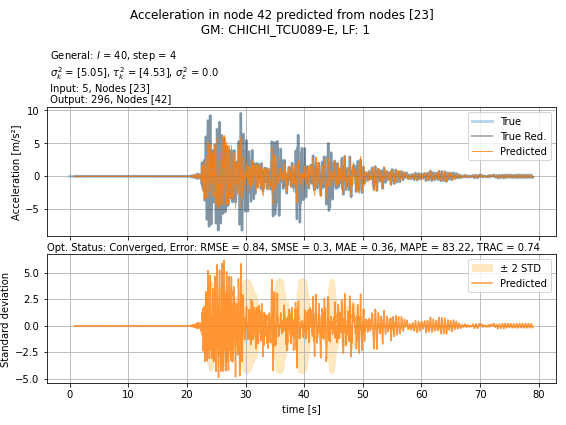 Acceleration in node 42 predicted from nodes [23]
GM: CHICHI_TCU089-E, LF: 1
General: l = 40, step = 4
σ²ₖ = [5.05], τ²ₖ = [4.53], σ²ε = 0.0
Input: 5, Nodes [23]
Output: 296, Nodes [42]
Acceleration [m/s²]
10
5
0
−5
True
True Red.
Predicted
Opt. Status: Converged, Error: RMSE = 0.84, SMSE = 0.3, MAE = 0.36, MAPE = 83.22, TRAC = 0.74
Standard deviation
5.0
2.5
0.0
−2.5
−5.0
± 2 STD
Predicted
0 10 20 30 40 50 60 70 80
time [s]